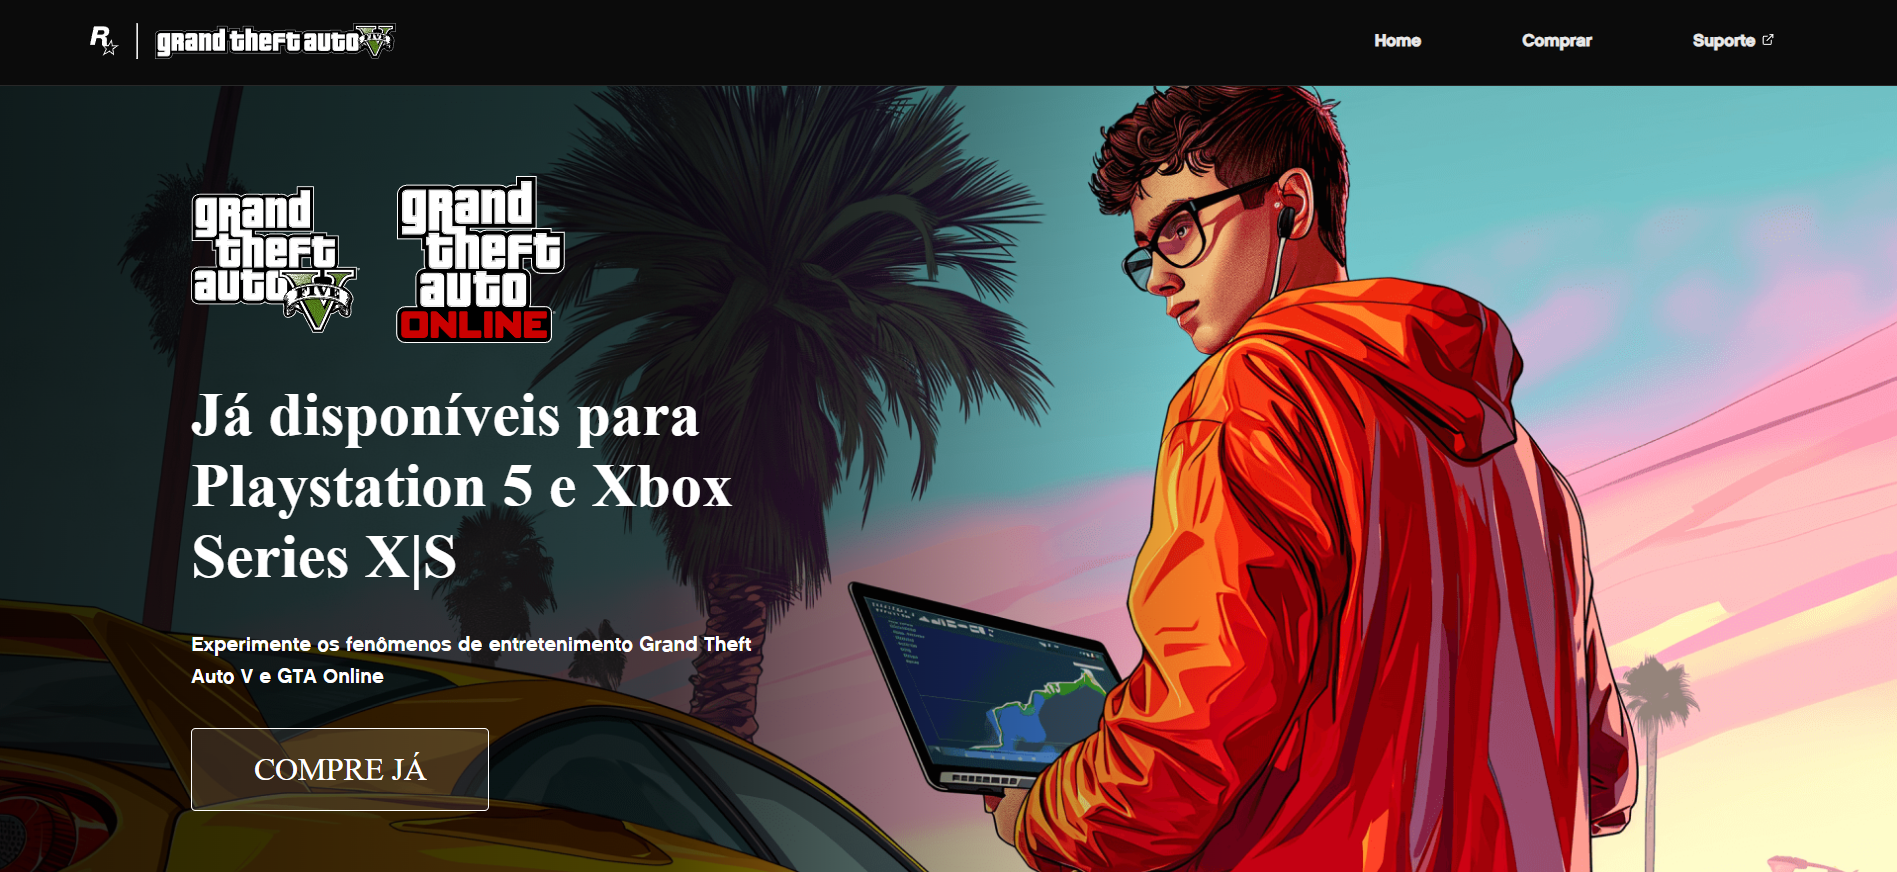 R
grand theft auto V FIVE
Home
Comprar
Suporte
grand
theft
auto V
FIVE
grand
theft
auto
ONLINE
Já disponíveis para
Playstation 5 e Xbox
Series X|S
Experimente os fenômenos de entretenimento Grand Theft
Auto V e GTA Online
COMPRE JÁ